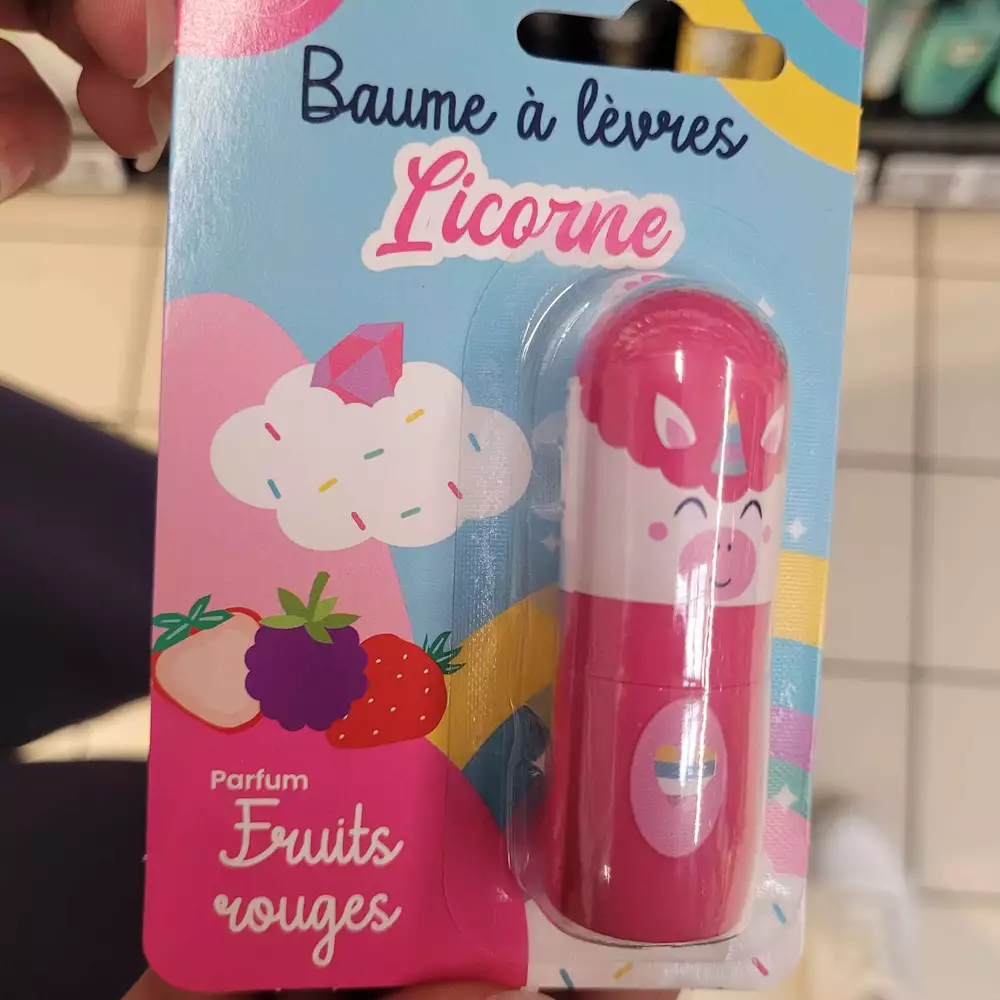 Baume à lèvres
Licorne
Parfum
Fruits
rouges